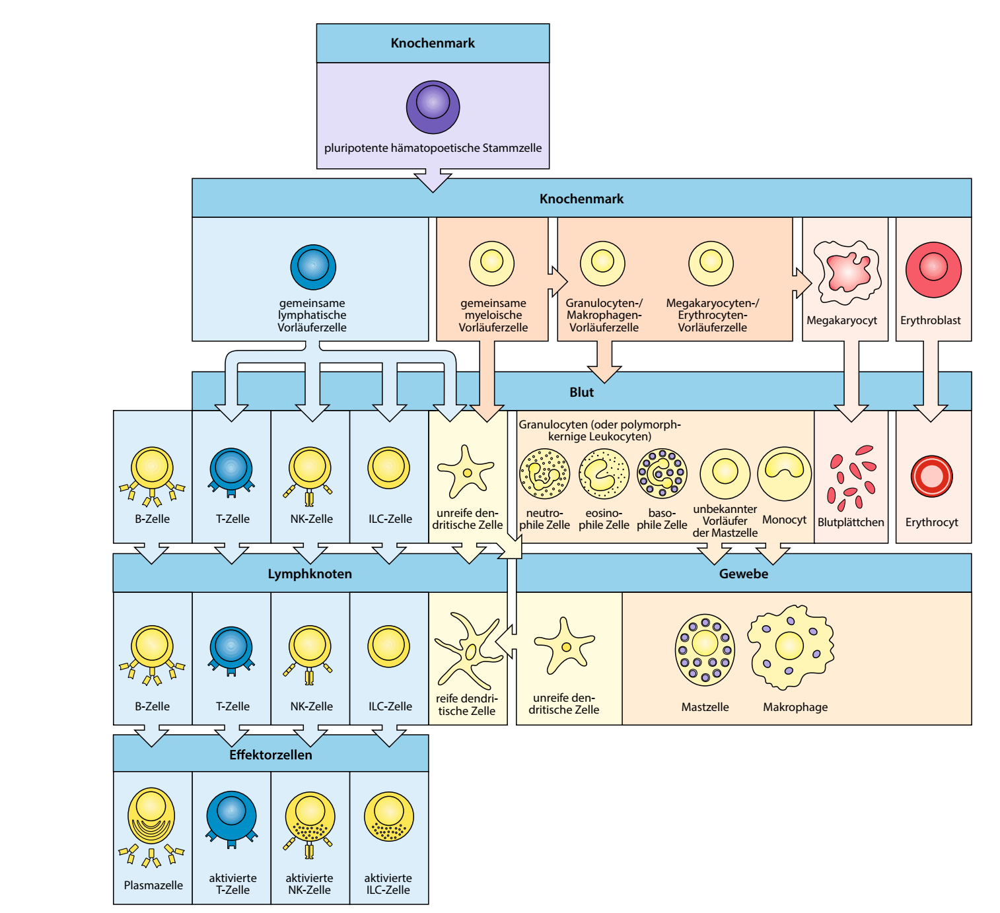 Knochenmark
pluripotente hämatopoetische Stammzelle
Knochenmark
gemeinsame
lymphatische
Vorläuferzelle
gemeinsame
myeloische
Vorläuferzelle
Granulocyten-/
Makrophagen-
Vorläuferzelle
Megakaryocyten-/
Erythrocyten-
Vorläuferzelle
Megakaryocyt
Erythroblast
Blut
Granulocyten (oder polymorph-
kernige Leukocyten)
B-Zelle
T-Zelle
NK-Zelle
ILC-Zelle
unreife den-
dritische Zelle
neutro-
phile Zelle
eosino-
phile Zelle
baso-
phile Zelle
unbekannter
Vorläufer
der Mastzelle
Monocyt
Blutplättchen
Erythrocyt
Lymphknoten
Gewebe
B-Zelle
T-Zelle
NK-Zelle
ILC-Zelle
reife dendri-
tische Zelle
unreife den-
dritische Zelle
Mastzelle
Makrophage
Effektorzellen
Plasmazelle
aktivierte
T-Zelle
aktivierte
NK-Zelle
aktivierte
ILC-Zelle